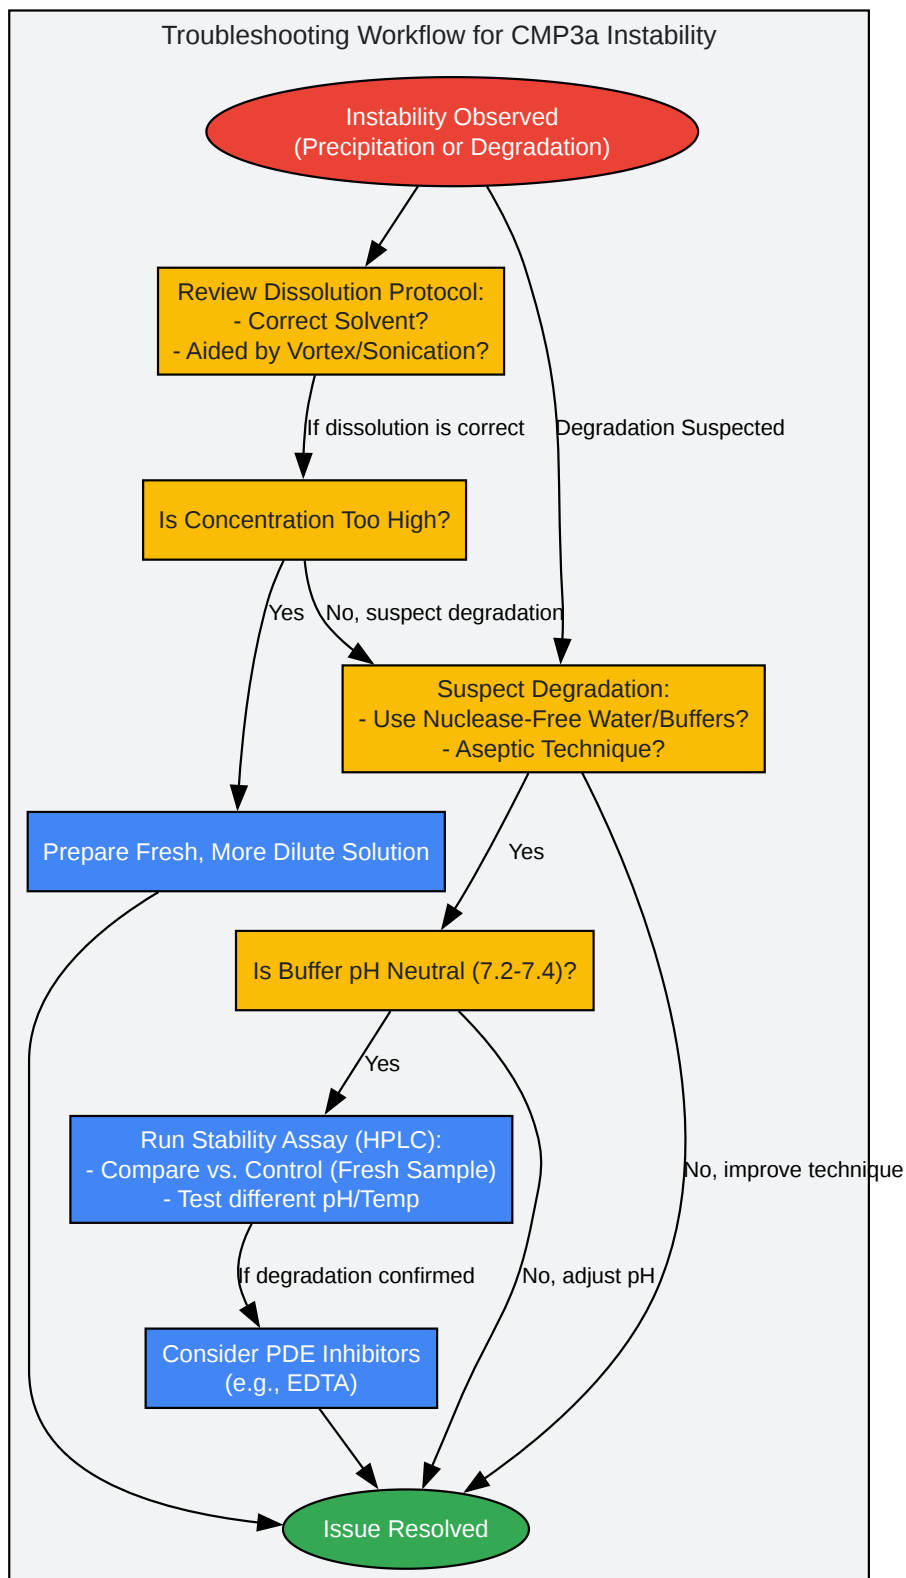 Troubleshooting Workflow for CMP3a Instability
Instability Observed
(Precipitation or Degradation)
Review Dissolution Protocol:
- Correct Solvent?
- Aided by Vortex/Sonication?
If dissolution is correct
Degradation Suspected
Is Concentration Too High?
Yes
No, suspect degradation
Suspect Degradation:
- Use Nuclease-Free Water/Buffers?
- Aseptic Technique?
Prepare Fresh, More Dilute Solution
Yes
Is Buffer pH Neutral (7.2-7.4)?
Yes
Run Stability Assay (HPLC):
- Compare vs. Control (Fresh Sample)
- Test different pH/Temp
No, improve technique
If degradation confirmed
No, adjust pH
Consider PDE Inhibitors
(e.g., EDTA)
Issue Resolved